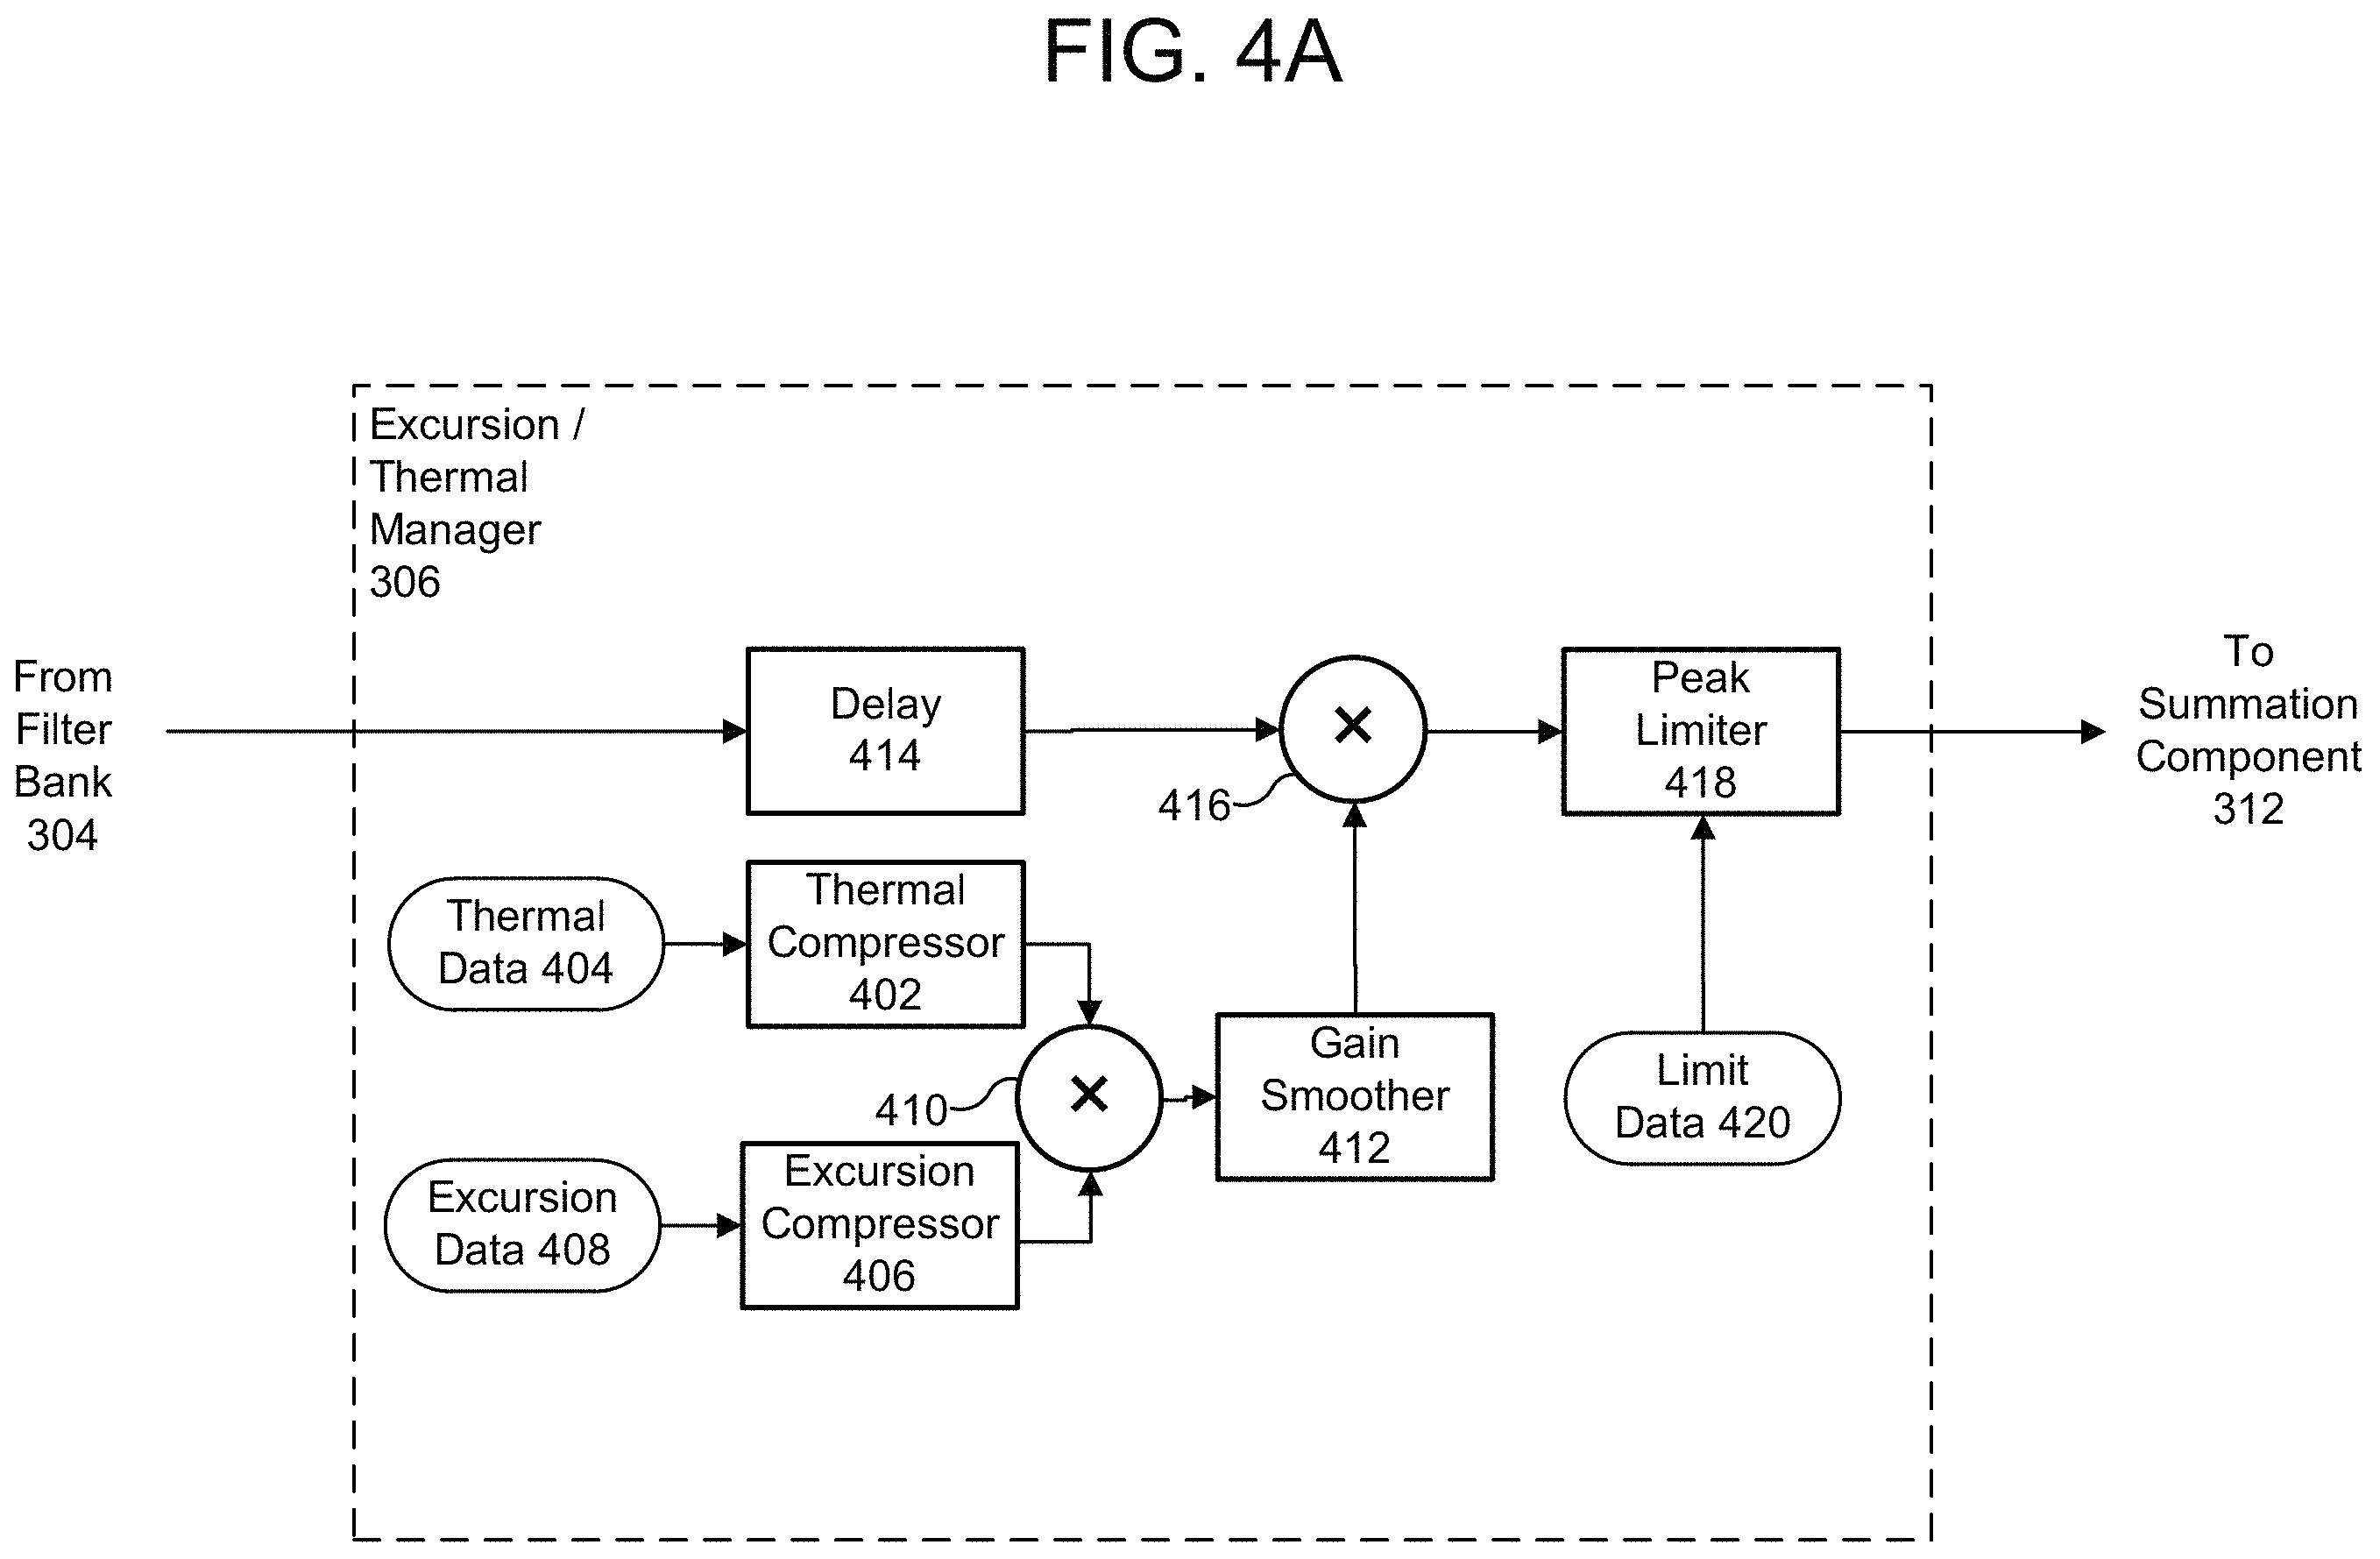 FIG. 4A
Excursion /
Thermal
Manager
306
From
Filter
Bank
304
Delay
414
416
Peak
Limiter
418
To
Summation
Component
312
Thermal
Data 404
Thermal
Compressor
402
410
Gain
Smoother
412
Limit
Data 420
Excursion
Data 408
Excursion
Compressor
406